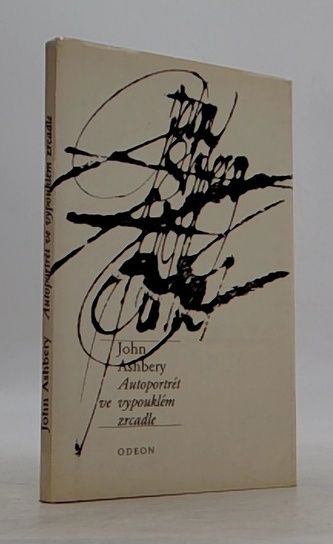 John
Ashbery
Autoportrét
ve vypouklém
zrcadle
ODEON
John Ashbery Autoportrét ve vypouklém zrcadle